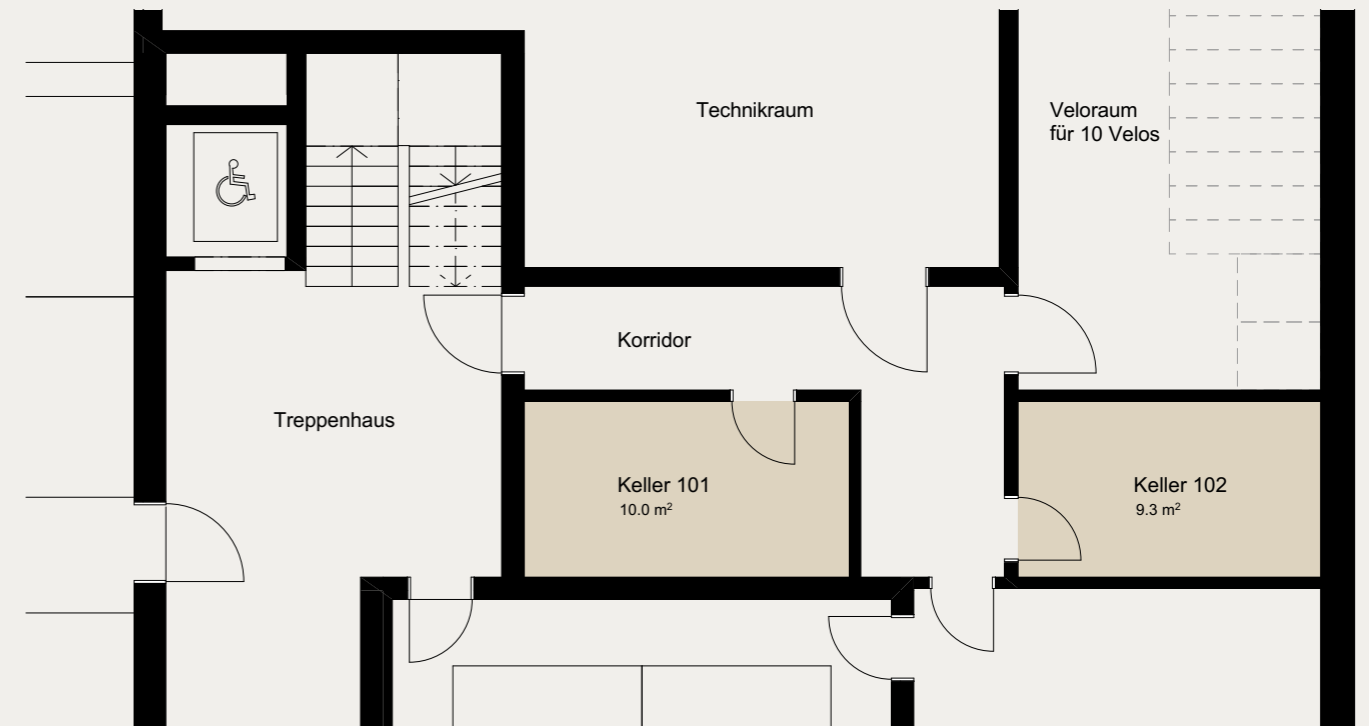 Technikraum
Veloraum
für 10 Velos
Korridor
Treppenhaus
Keller 101
10.0 m²
Keller 102
9.3 m²